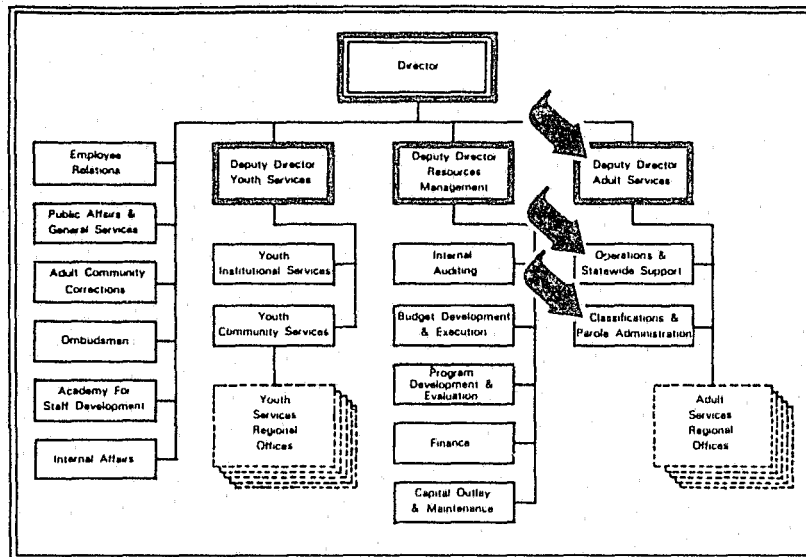 Director
Employee
Relations
Public Affairs &
General Services
Adult Community
Corrections
Ombudsman
Academy For
Staff Development
Internal Affairs
Deputy Director
Youth Services
Youth
Institutional Services
Youth
Community Services
Youth
Services
Regional
Offices
Deputy Director
Resources
Management
Internal
Auditing
Budget Development
& Execution
Program
Development &
Evaluation
Finance
Capital Outlay
& Maintenance
Deputy Director
Adult Services
Operations &
Statewide Support
Classifications &
Parole Administration
Adult
Services
Regional
Offices